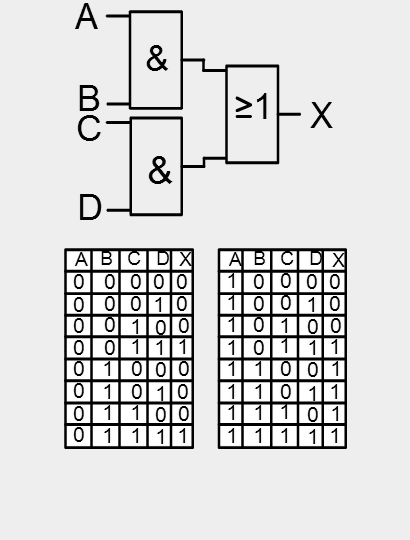 A
&
B
C
≥1
X
&
D
A B C D X
0 0 0 0 0
0 0 0 1 0
0 0 1 0 0
0 0 1 1 1
0 1 0 0 0
0 1 0 1 0
0 1 1 0 0
0 1 1 1 1
A B C D X
1 0 0 0 0
1 0 0 1 0
1 0 1 0 0
1 0 1 1 1
1 1 0 0 1
1 1 0 1 1
1 1 1 0 1
1 1 1 1 1